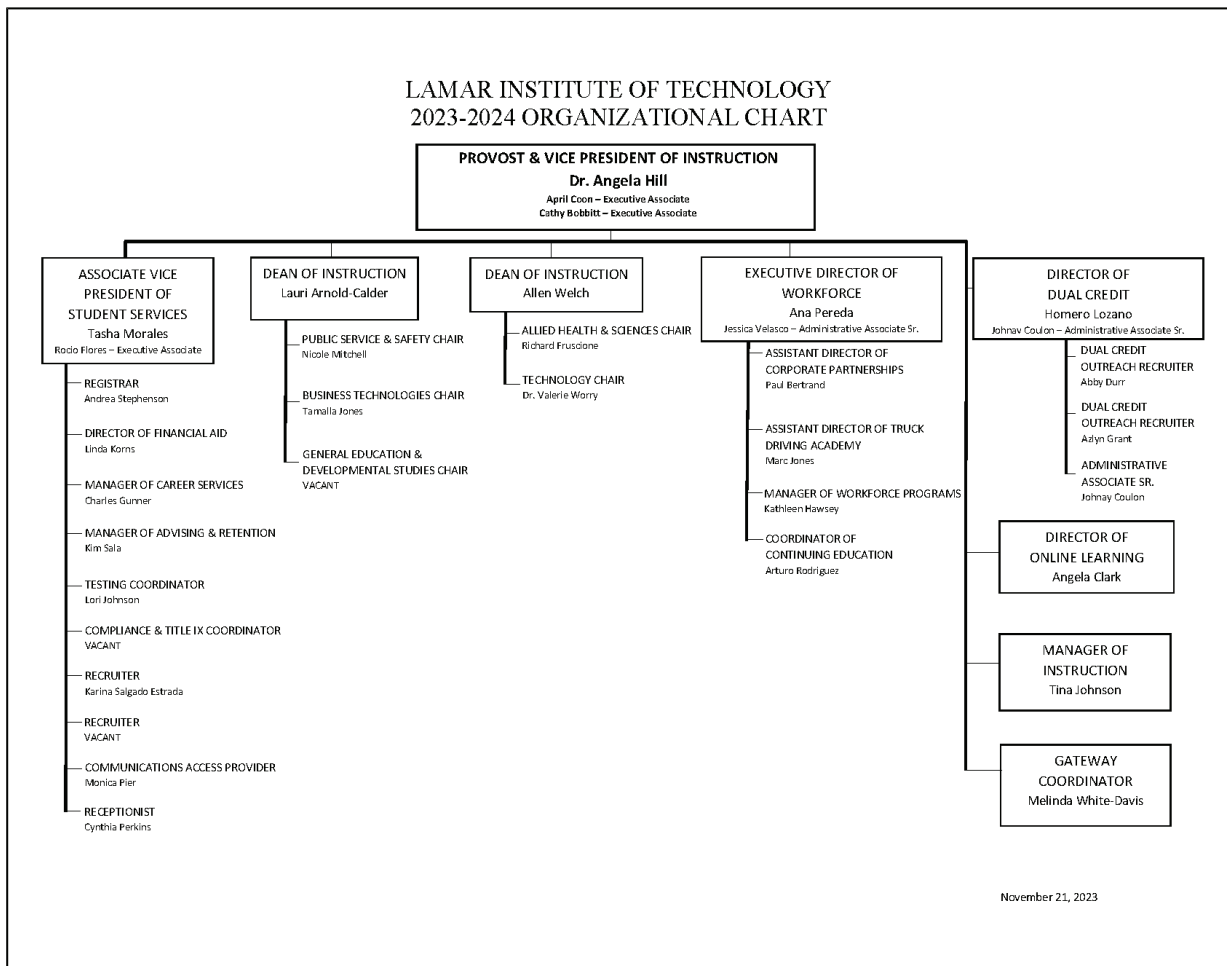 LAMAR INSTITUTE OF TECHNOLOGY
2023-2024 ORGANIZATIONAL CHART
PROVOST & VICE PRESIDENT OF INSTRUCTION
Dr. Angela Hill
April Coon – Executive Associate
Cathy Bobbitt – Executive Associate
ASSOCIATE VICE
PRESIDENT OF
STUDENT SERVICES
Tasha Morales
Rocio Flores – Executive Associate
REGISTRAR
Andrea Stephenson
DIRECTOR OF FINANCIAL AID
Linda Korns
MANAGER OF CAREER SERVICES
Charles Gunner
MANAGER OF ADVISING & RETENTION
Kim Sala
TESTING COORDINATOR
Lori Johnson
COMPLIANCE & TITLE IX COORDINATOR
VACANT
RECRUITER
Karina Salgado Estrada
RECRUITER
VACANT
COMMUNICATIONS ACCESS PROVIDER
Monica Pier
RECEPTIONIST
Cynthia Perkins
DEAN OF INSTRUCTION
Lauri Arnold-Calder
PUBLIC SERVICE & SAFETY CHAIR
Nicole Mitchell
BUSINESS TECHNOLOGIES CHAIR
Tamalla Jones
GENERAL EDUCATION &
DEVELOPMENTAL STUDIES CHAIR
VACANT
DEAN OF INSTRUCTION
Allen Welch
ALLIED HEALTH & SCIENCES CHAIR
Richard Fruscione
TECHNOLOGY CHAIR
Dr. Valerie Worry
EXECUTIVE DIRECTOR OF
WORKFORCE
Ana Pereda
Jessica Velasco – Administrative Associate Sr.
ASSISTANT DIRECTOR OF
CORPORATE PARTNERSHIPS
Paul Bertrand
ASSISTANT DIRECTOR OF TRUCK
DRIVING ACADEMY
Marc Jones
MANAGER OF WORKFORCE PROGRAMS
Kathleen Hawsey
COORDINATOR OF
CONTINUING EDUCATION
Arturo Rodriguez
DIRECTOR OF
DUAL CREDIT
Homero Lozano
Johnay Coulon – Administrative Associate Sr.
DUAL CREDIT
OUTREACH RECRUITER
Abby Durr
DUAL CREDIT
OUTREACH RECRUITER
Azlyn Grant
ADMINISTRATIVE
ASSOCIATE SR.
Johnay Coulon
DIRECTOR OF
ONLINE LEARNING
Angela Clark
MANAGER OF
INSTRUCTION
Tina Johnson
GATEWAY
COORDINATOR
Melinda White-Davis
November 21, 2023